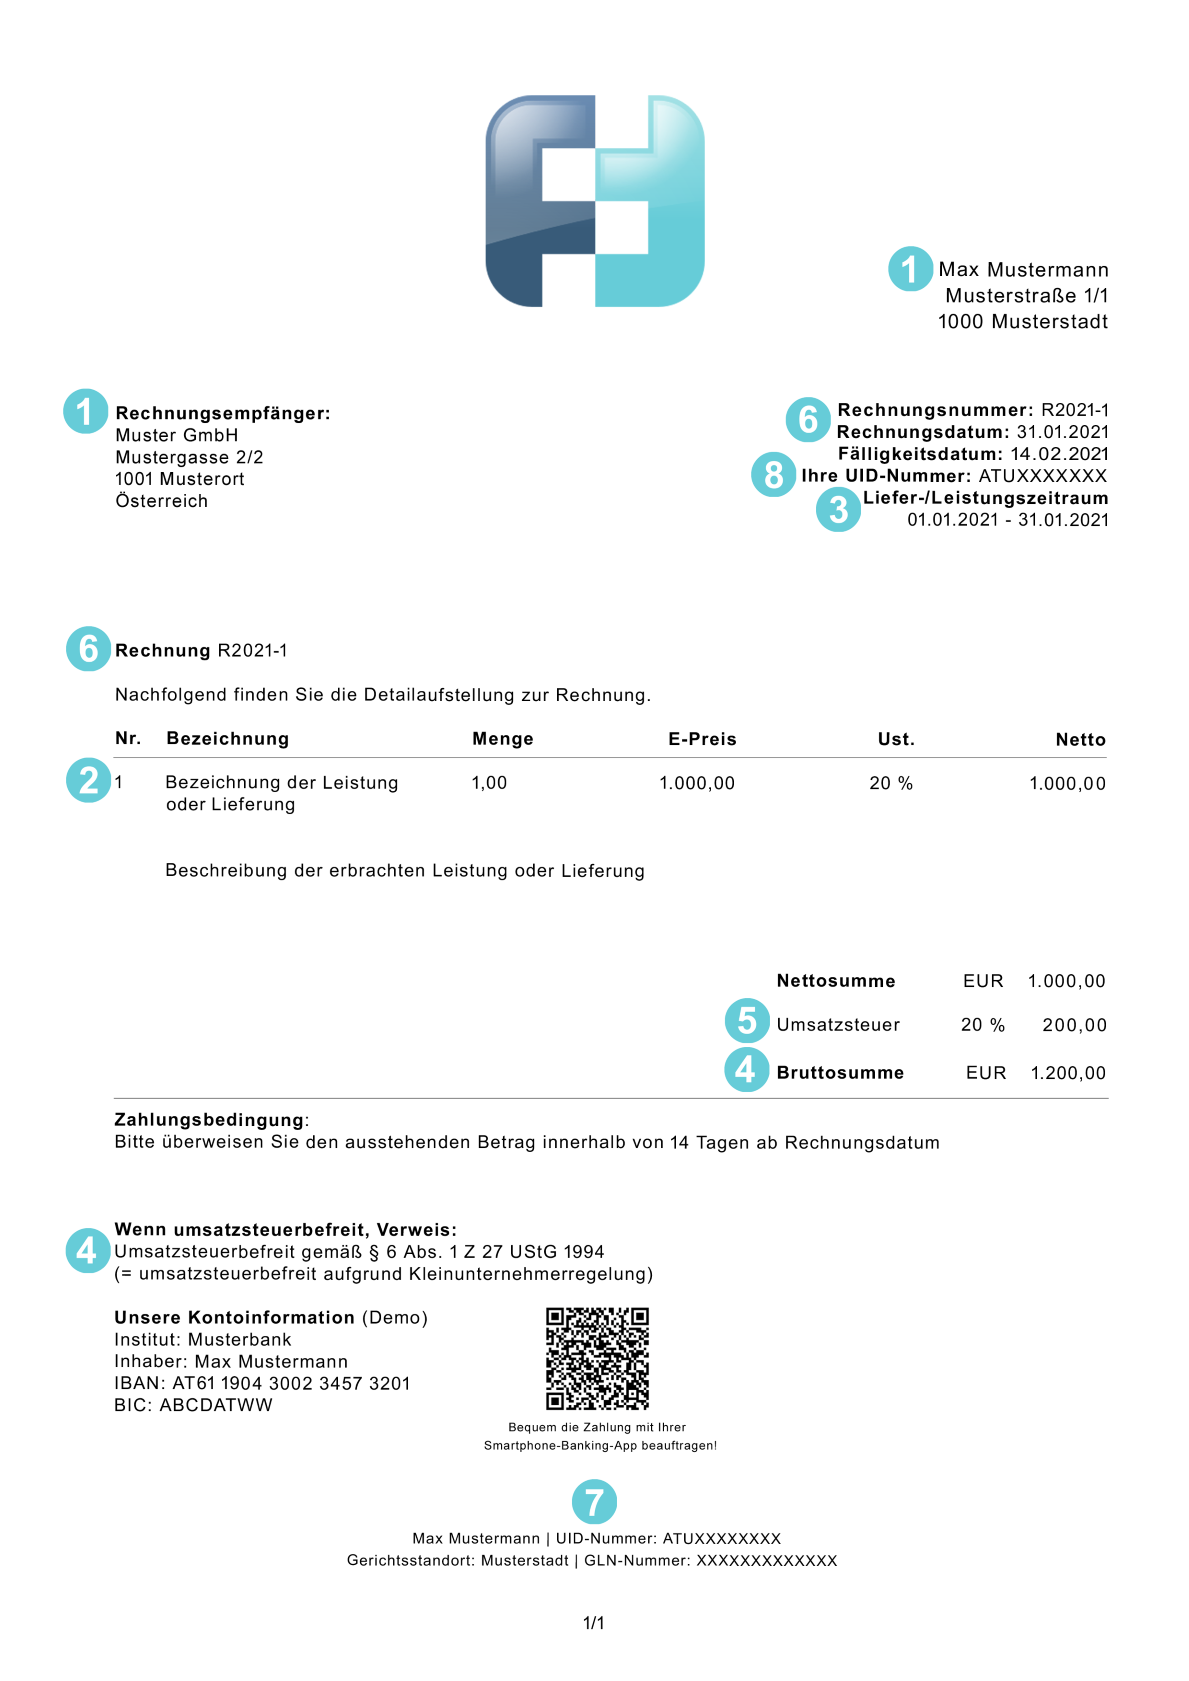 1 Max Mustermann
Musterstraße 1/1
1000 Musterstadt
1 Rechnungsempfänger:
Muster GmbH
Mustergasse 2/2
1001 Musterort
Österreich
6 Rechnungsnummer: R2021-1
Rechnungsdatum: 31.01.2021
Fälligkeitsdatum: 14.02.2021
8 Ihre UID-Nummer: ATUXXXXXXX
3 Liefer-/Leistungszeitraum
01.01.2021 - 31.01.2021
6 Rechnung R2021-1
Nachfolgend finden Sie die Detailaufstellung zur Rechnung.
Nr. Bezeichnung Menge E-Preis Ust. Netto
2 1 Bezeichnung der Leistung 1,00 1.000,00 20 % 1.000,00
oder Lieferung
Beschreibung der erbrachten Leistung oder Lieferung
Nettosumme EUR 1.000,00
5 Umsatzsteuer 20 % 200,00
4 Bruttosumme EUR 1.200,00
Zahlungsbedingung:
Bitte überweisen Sie den ausstehenden Betrag innerhalb von 14 Tagen ab Rechnungsdatum
Wenn umsatzsteuerbefreit, Verweis:
4 Umsatzsteuerbefreit gemäß § 6 Abs. 1 Z 27 UStG 1994
(= umsatzsteuerbefreit aufgrund Kleinunternehmerregelung)
Unsere Kontoinformation (Demo)
Institut: Musterbank
Inhaber: Max Mustermann
IBAN: AT61 1904 3002 3457 3201
BIC: ABCDATWW
Bequem die Zahlung mit Ihrer
Smartphone-Banking-App beauftragen!
7
Max Mustermann | UID-Nummer: ATUXXXXXXXX
Gerichtsstandort: Musterstadt | GLN-Nummer: XXXXXXXXXXXXX
1/1